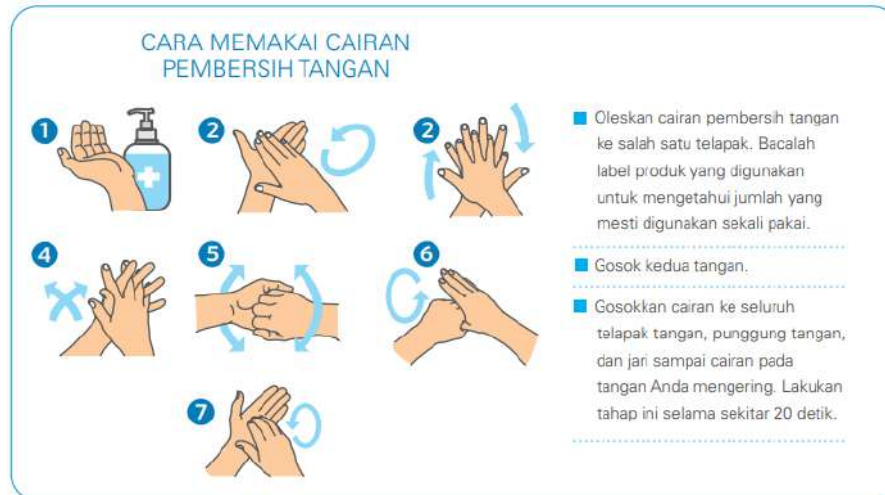 CARA MEMAKAI CAIRAN
PEMBERSIH TANGAN
1
2
2
4
5
6
7
Oleskan cairan pembersih tangan
ke salah satu telapak. Bacalah
label produk yang digunakan
untuk mengetahui jumlah yang
mesti digunakan sekali pakai.
Gosok kedua tangan.
Gosokkan cairan ke seluruh
telapak tangan, punggung tangan,
dan jari sampai cairan pada
tangan Anda mengering. Lakukan
tahap ini selama sekitar 20 detik.